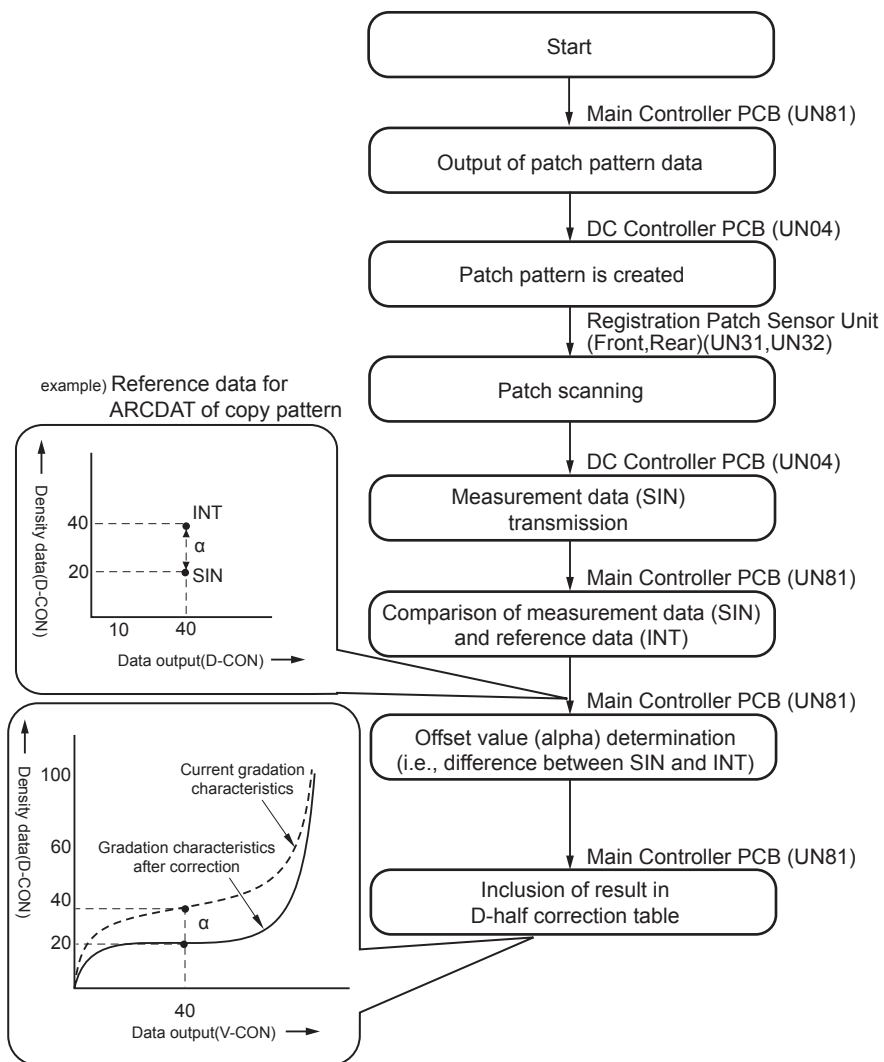 Start
Main Controller PCB (UN81)
Output of patch pattern data
DC Controller PCB (UN04)
Patch pattern is created
Registration Patch Sensor Unit
(Front,Rear)(UN31,UN32)
Patch scanning
DC Controller PCB (UN04)
Measurement data (SIN)
transmission
Main Controller PCB (UN81)
Comparison of measurement data (SIN)
and reference data (INT)
Main Controller PCB (UN81)
Offset value (alpha) determination
(i.e., difference between SIN and INT)
Main Controller PCB (UN81)
Inclusion of result in
D-half correction table
example) Reference data for
ARCDAT of copy pattern
Density data(D-CON)
40
20
INT
α
SIN
10
40
Data output(D-CON)
Density data(D-CON)
100
60
40
20
Current gradation
characteristics
Gradation characteristics
after correction
α
40
Data output(V-CON)